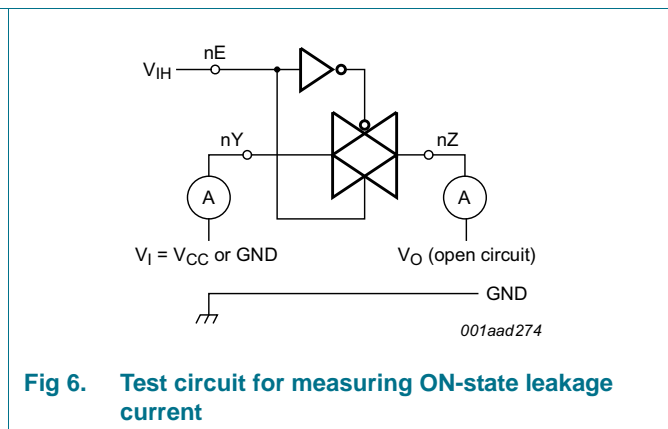 nE
VIH
nY
nZ
A
A
VI = VCC or GND
VO (open circuit)
GND
001aad274
Fig 6. Test circuit for measuring ON-state leakage
current